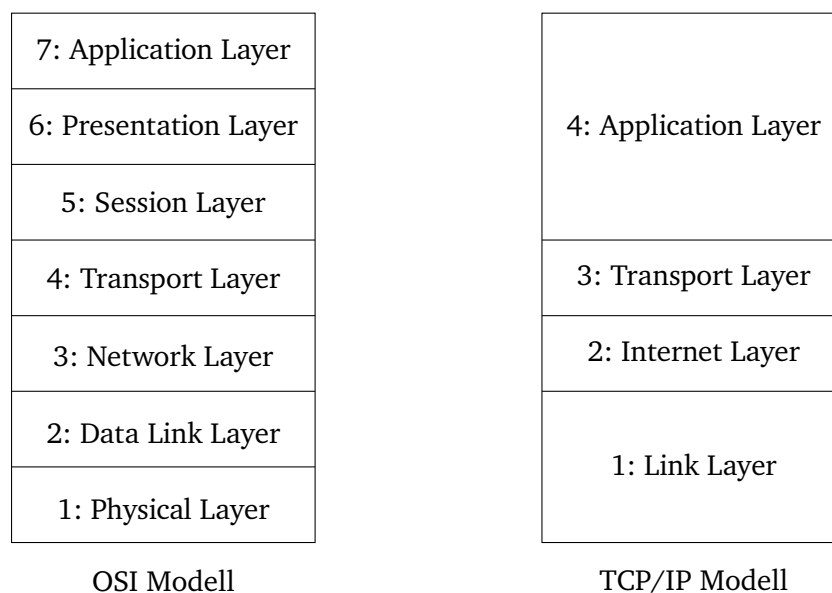 7: Application Layer
6: Presentation Layer
5: Session Layer
4: Transport Layer
3: Network Layer
2: Data Link Layer
1: Physical Layer
OSI Modell
4: Application Layer
3: Transport Layer
2: Internet Layer
1: Link Layer
TCP/IP Modell